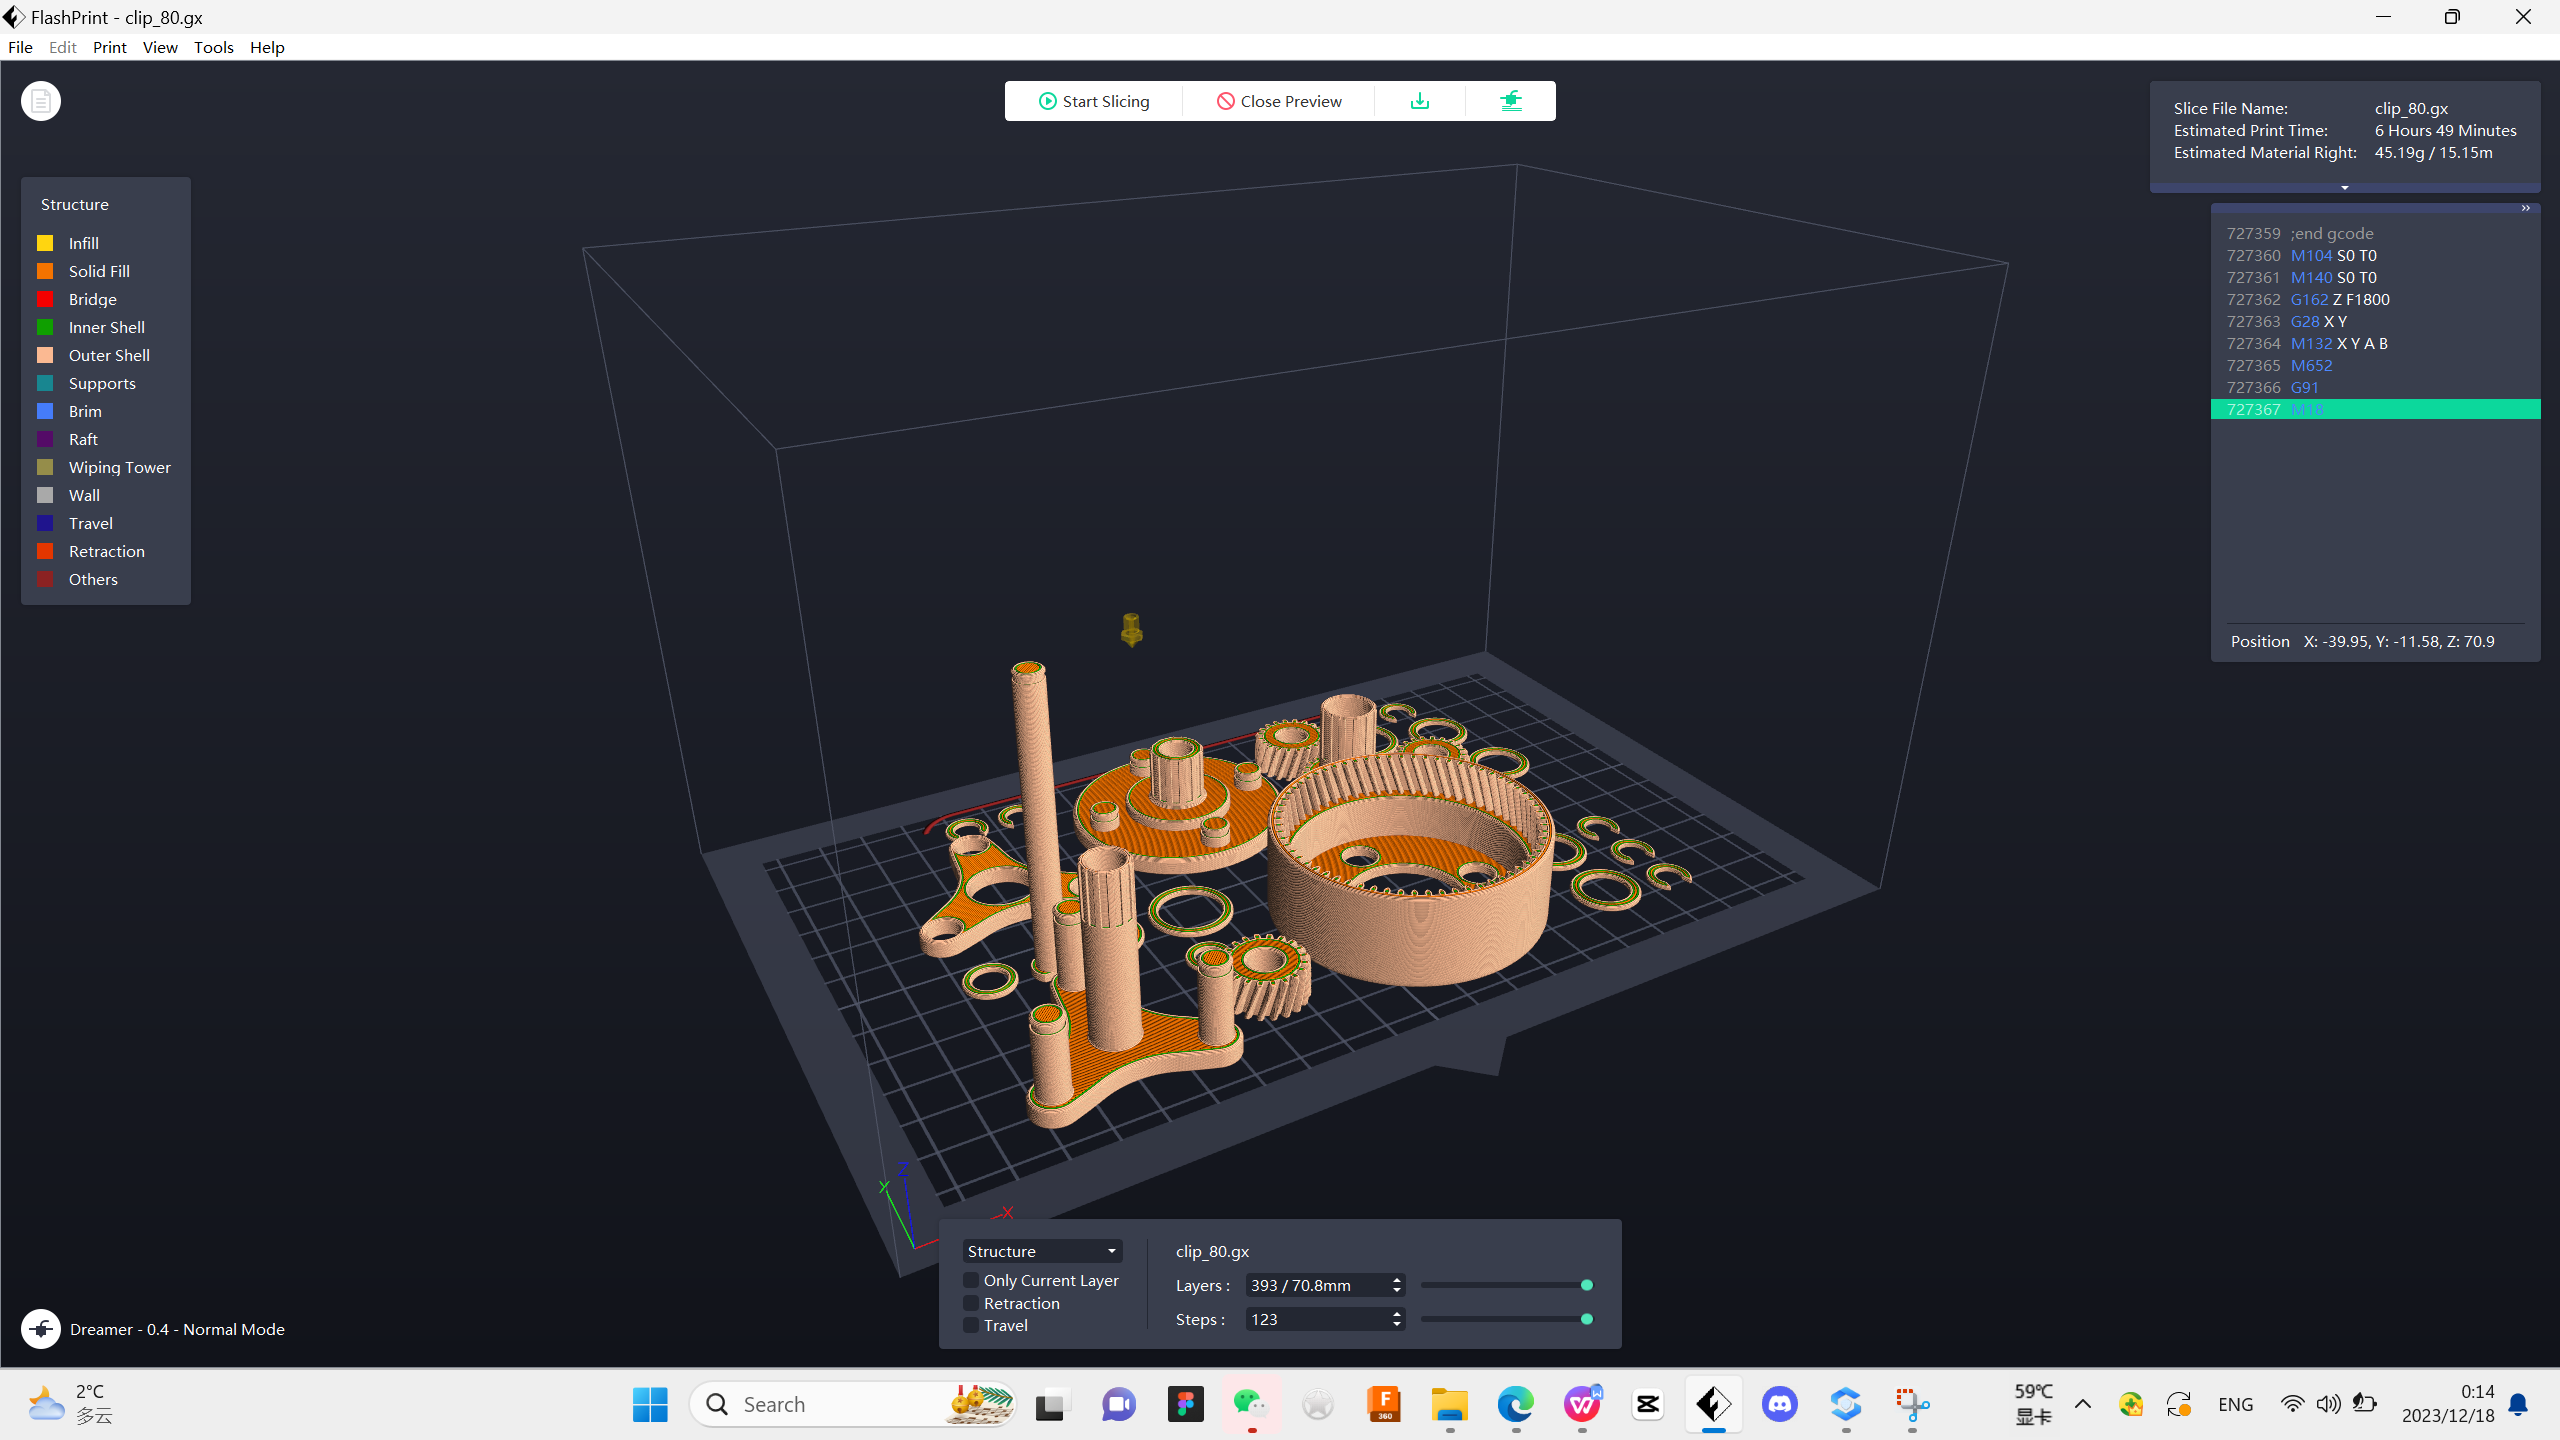 FlashPrint - clip_80.gx
File Edit Print View Tools Help
Start Slicing
Close Preview
Slice File Name: clip_80.gx
Estimated Print Time: 6 Hours 49 Minutes
Estimated Material Right: 45.19g / 15.15m
Structure
Infill
Solid Fill
Bridge
Inner Shell
Outer Shell
Supports
Brim
Raft
Wiping Tower
Wall
Travel
Retraction
Others
»
727359 ;end gcode
727360 M104 S0 T0
727361 M140 S0 T0
727362 G162 Z F1800
727363 G28 X Y
727364 M132 X Y A B
727365 M652
727366 G91
727367 M18
Position X: -39.95, Y: -11.58, Z: 70.9
Z
Y
X
Structure
Only Current Layer
Retraction
Travel
clip_80.gx
Layers : 393 / 70.8mm
Steps : 123
Dreamer - 0.4 - Normal Mode
2°C
多云
Search
F
360
W
59℃
显卡
ENG
0:14
2023/12/18